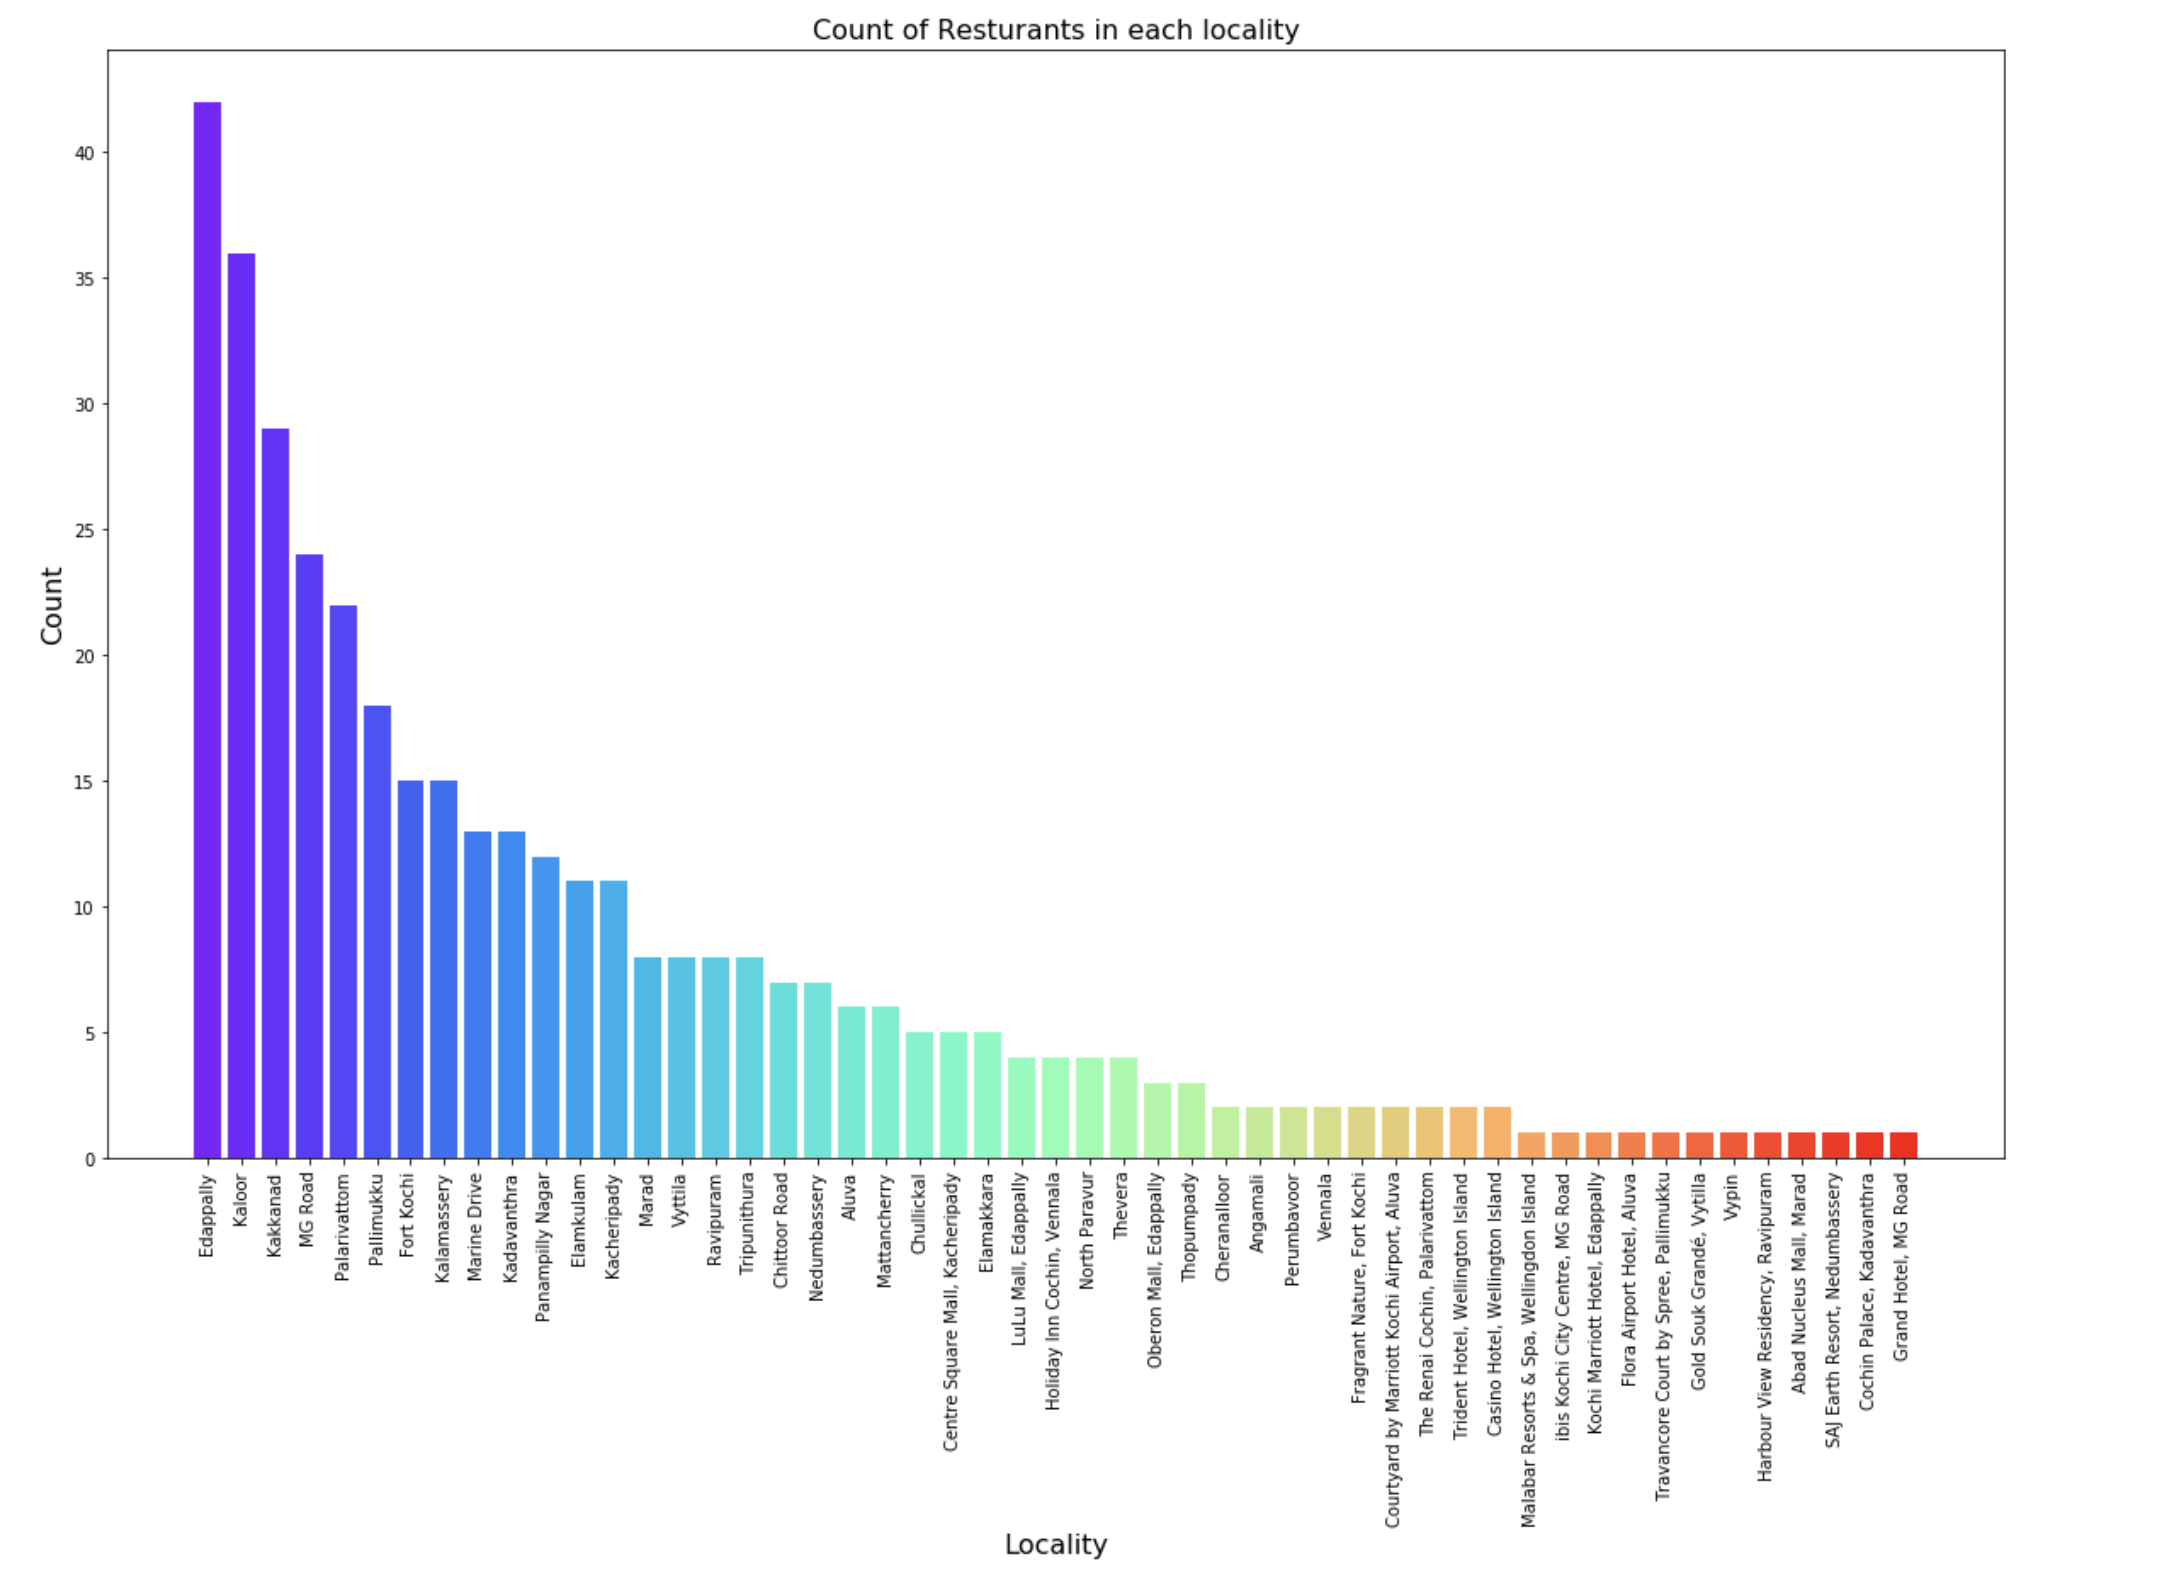 Count of Resturants in each locality
Count
40
35
30
25
20
15
10
5
0
Edappally
Kaloor
Kakkanad
MG Road
Palarivattom
Pallimukku
Fort Kochi
Kalamassery
Marine Drive
Kadavanthra
Panampilly Nagar
Elamkulam
Kacheripady
Marad
Vyttila
Ravipuram
Tripunithura
Chittoor Road
Nedumbassery
Aluva
Mattancherry
Chullickal
Centre Square Mall, Kacheripady
Elamakkara
LuLu Mall, Edappally
Holiday Inn Cochin, Vennala
North Paravur
Thevera
Oberon Mall, Edappally
Thopumpady
Cheranalloor
Angamali
Perumbavoor
Vennala
Fragrant Nature, Fort Kochi
Courtyard by Marriott Kochi Airport, Aluva
The Renai Cochin, Palarivattom
Trident Hotel, Wellington Island
Casino Hotel, Wellington Island
Malabar Resorts & Spa, Wellingdon Island
ibis Kochi City Centre, MG Road
Kochi Marriott Hotel, Edappally
Flora Airport Hotel, Aluva
Travancore Court by Spree, Pallimukku
Gold Souk Grandé, Vytilla
Vypin
Harbour View Residency, Ravipuram
Abad Nucleus Mall, Marad
SAJ Earth Resort, Nedumbassery
Cochin Palace, Kadavanthra
Grand Hotel, MG Road
Locality